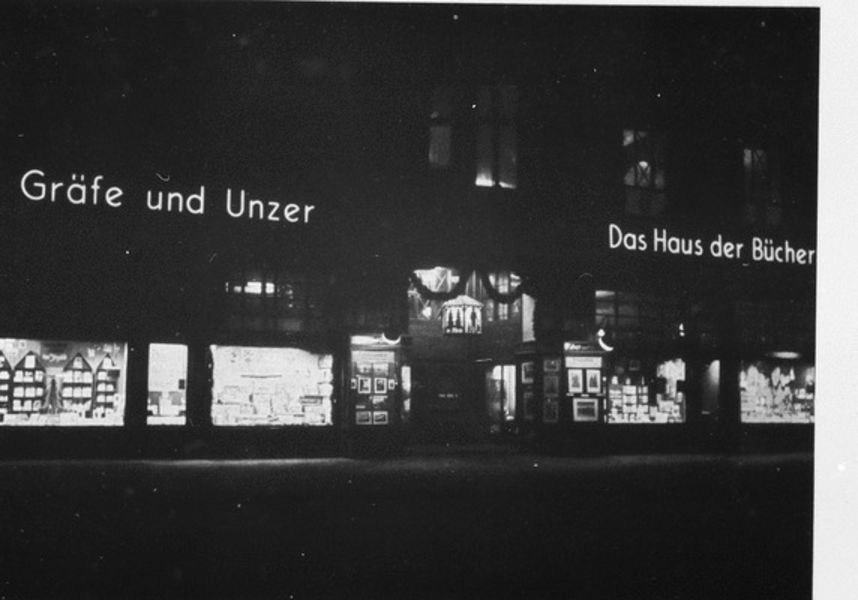 Gräfe und Unzer
Das Haus der Bücher